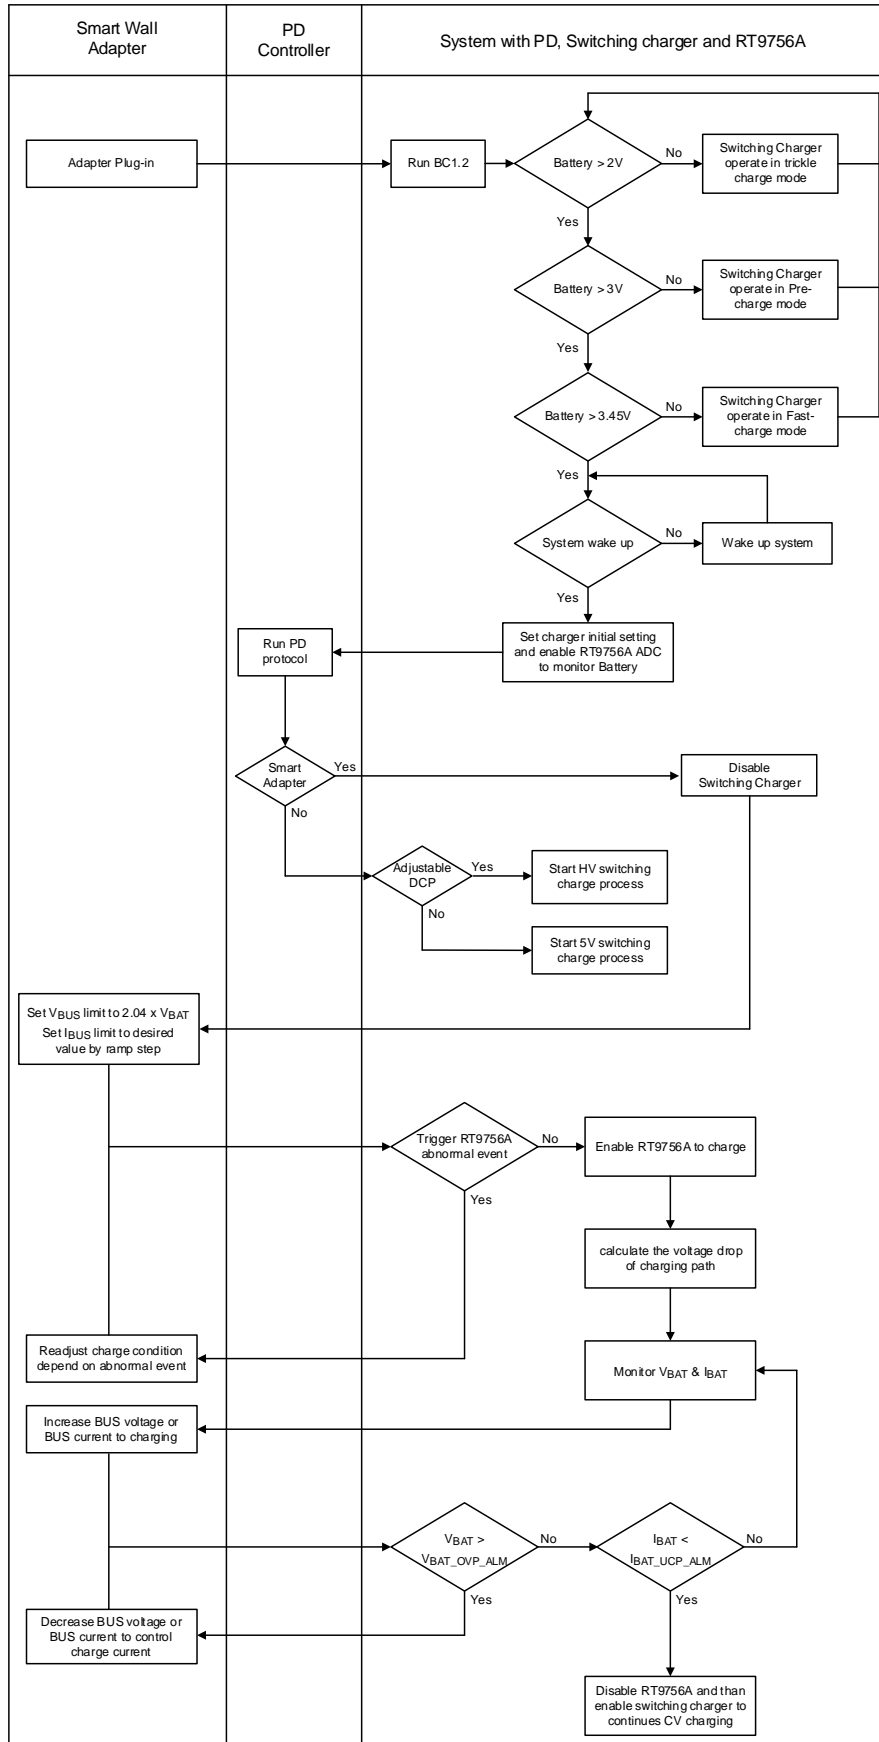 Smart Wall
Adapter
PD
Controller
System with PD, Switching charger and RT9756A
Adapter Plug-in
Run BC1.2
Battery > 2V
No
Switching Charger
operate in trickle
charge mode
Yes
Battery > 3V
No
Switching Charger
operate in Pre-
charge mode
Yes
Battery > 3.45V
No
Switching Charger
operate in Fast-
charge mode
Yes
System wake up
No
Wake up system
Yes
Set charger initial setting
and enable RT9756A ADC
to monitor Battery
Run PD
protocol
Smart
Adapter
Yes
Disable
Switching Charger
No
Adjustable
DCP
Yes
Start HV switching
charge process
No
Start 5V switching
charge process
Set VBUS limit to 2.04 x VBAT
Set IBUS limit to desired
value by ramp step
Trigger RT9756A
abnormal event
No
Enable RT9756A to charge
Yes
calculate the voltage drop
of charging path
Readjust charge condition
depend on abnormal event
Monitor VBAT & IBAT
Increase BUS voltage or
BUS current to charging
VBAT >
VBAT_OVP_ALM
No
IBAT <
IBAT_UCP_ALM
No
Yes
Yes
Decrease BUS voltage or
BUS current to control
charge current
Disable RT9756A and than
enable switching charger to
continues CV charging